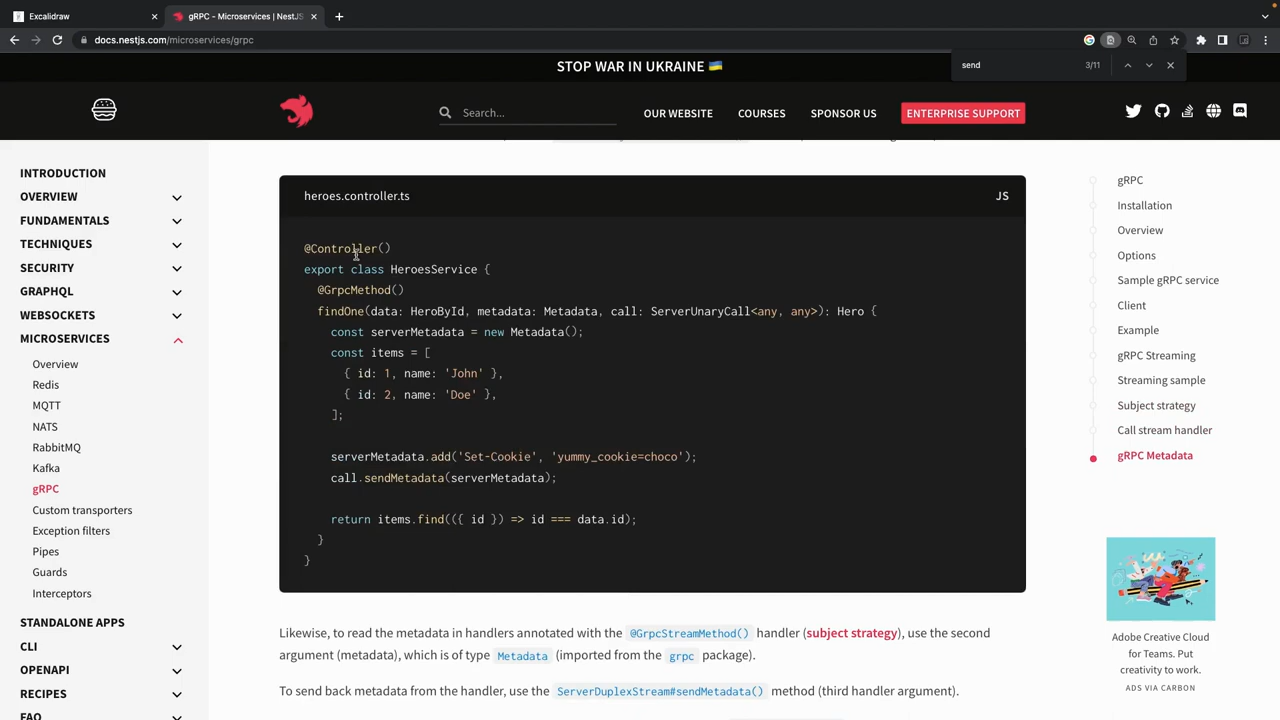 Excalidraw
gRPC - Microservices | NestJS
docs.nestjs.com/microservices/grpc
send
3/11
STOP WAR IN UKRAINE 🇺🇦
Search...
OUR WEBSITE
COURSES
SPONSOR US
ENTERPRISE SUPPORT
INTRODUCTION
OVERVIEW
FUNDAMENTALS
TECHNIQUES
SECURITY
GRAPHQL
WEBSOCKETS
MICROSERVICES
Overview
Redis
MQTT
NATS
RabbitMQ
Kafka
gRPC
Custom transporters
Exception filters
Pipes
Guards
Interceptors
STANDALONE APPS
CLI
OPENAPI
RECIPES
FAQ
heroes.controller.ts
JS
@Controller()
export class HeroesService {
@GrpcMethod()
findOne(data: HeroById, metadata: Metadata, call: ServerUnaryCall<any, any>): Hero {
const serverMetadata = new Metadata();
const items = [
{ id: 1, name: 'John' },
{ id: 2, name: 'Doe' },
];
serverMetadata.add('Set-Cookie', 'yummy_cookie=choco');
call.sendMetadata(serverMetadata);
return items.find(({ id }) => id === data.id);
}
}
Likewise, to read the metadata in handlers annotated with the @GrpcStreamMethod() handler (subject strategy), use the second
argument (metadata), which is of type Metadata (imported from the grpc package).
To send back metadata from the handler, use the ServerDuplexStream#sendMetadata() method (third handler argument).
gRPC
Installation
Overview
Options
Sample gRPC service
Client
Example
gRPC Streaming
Streaming sample
Subject strategy
Call stream handler
gRPC Metadata
Adobe Creative Cloud
for Teams. Put
creativity to work.
ADS VIA CARBON